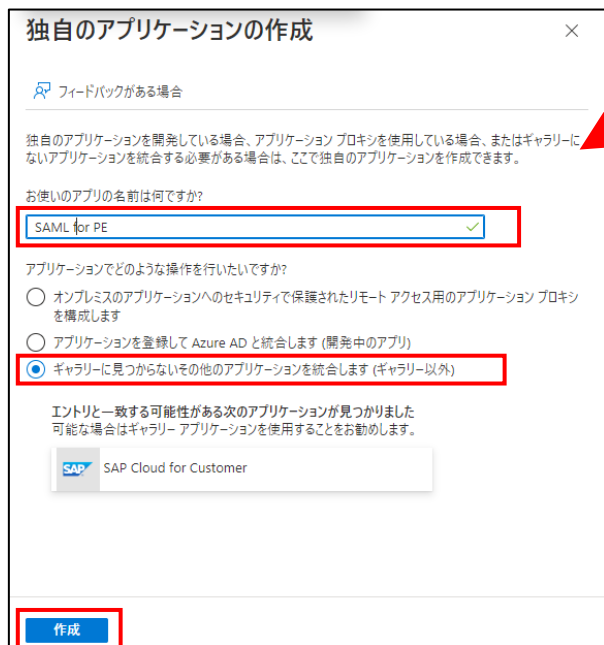 独自のアプリケーションの作成
フィードバックがある場合
独自のアプリケーションを開発している場合、アプリケーション プロキシを使用している場合、またはギャラリーに
ないアプリケーションを統合する必要がある場合は、ここで独自のアプリケーションを作成できます。
お使いのアプリの名前は何ですか?
SAML for PE
アプリケーションでどのような操作を行いたいですか?
オンプレミスのアプリケーションへのセキュリティで保護されたリモート アクセス用のアプリケーション プロキシ
を構成します
アプリケーションを登録して Azure AD と統合します (開発中のアプリ)
ギャラリーに見つからないその他のアプリケーションを統合します (ギャラリー以外)
エントリと一致する可能性がある次のアプリケーションが見つかりました
可能な場合はギャラリー アプリケーションを使用することをお勧めします。
SAP SAP Cloud for Customer
作成